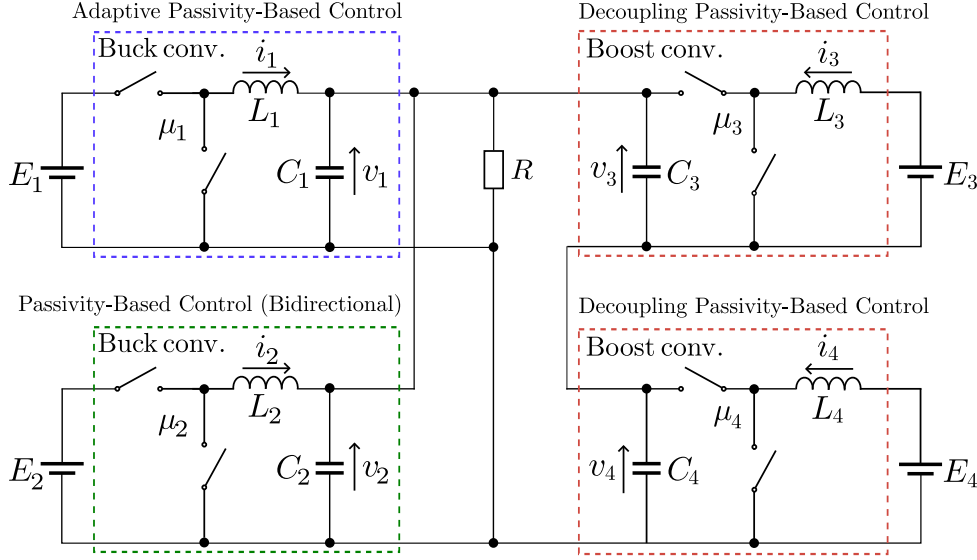 Adaptive Passivity-Based Control
Decoupling Passivity-Based Control
Buck conv.
i₁
L₁
μ₁
E₁
C₁
v₁
R
Boost conv.
i₃
L₃
μ₃
v₃
C₃
E₃
Passivity-Based Control (Bidirectional)
Decoupling Passivity-Based Control
Buck conv.
i₂
L₂
μ₂
E₂
C₂
v₂
Boost conv.
i₄
L₄
μ₄
v₄
C₄
E₄